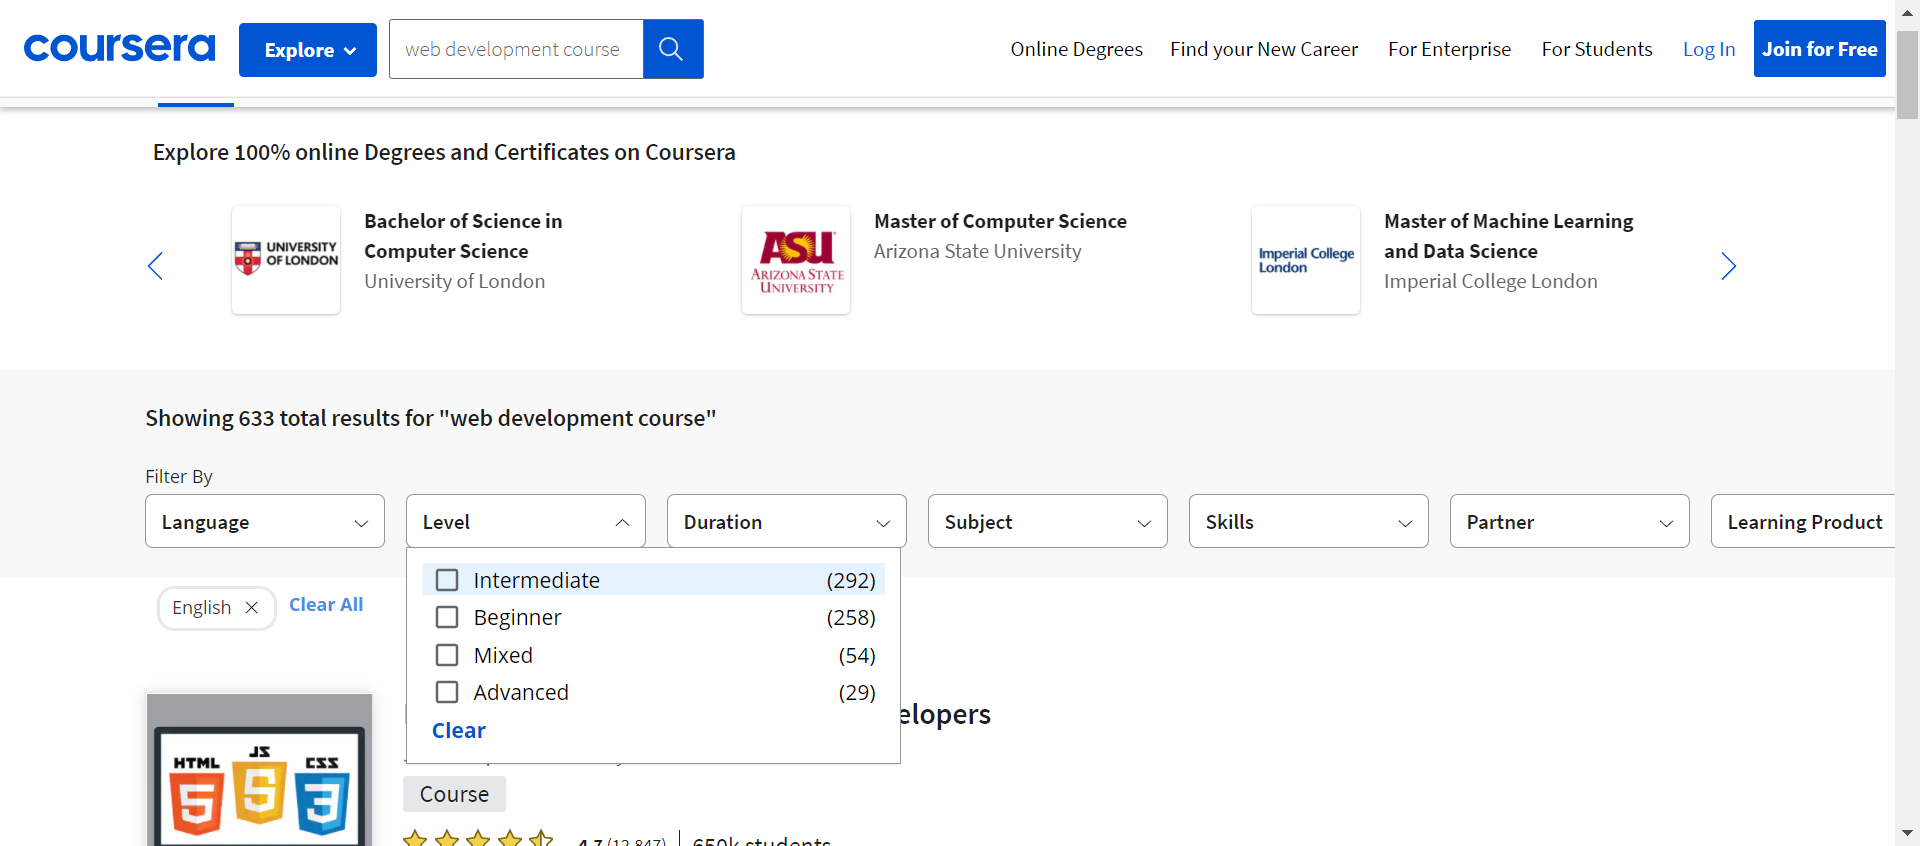 coursera
Explore
web development course
Online Degrees
Find your New Career
For Enterprise
For Students
Log In
Join for Free
Explore 100% online Degrees and Certificates on Coursera
UNIVERSITY
OF LONDON
Bachelor of Science in
Computer Science
University of London
ASU
ARIZONA STATE
UNIVERSITY
Master of Computer Science
Arizona State University
Imperial College
London
Master of Machine Learning
and Data Science
Imperial College London
Showing 633 total results for "web development course"
Filter By
Language
Level
Duration
Subject
Skills
Partner
Learning Product
English
Clear All
Intermediate (292)
Beginner (258)
Mixed (54)
Advanced (29)
Clear
elopers
HTML
JS
CSS
5
5
3
Course
4.7 (12,847)
650k students